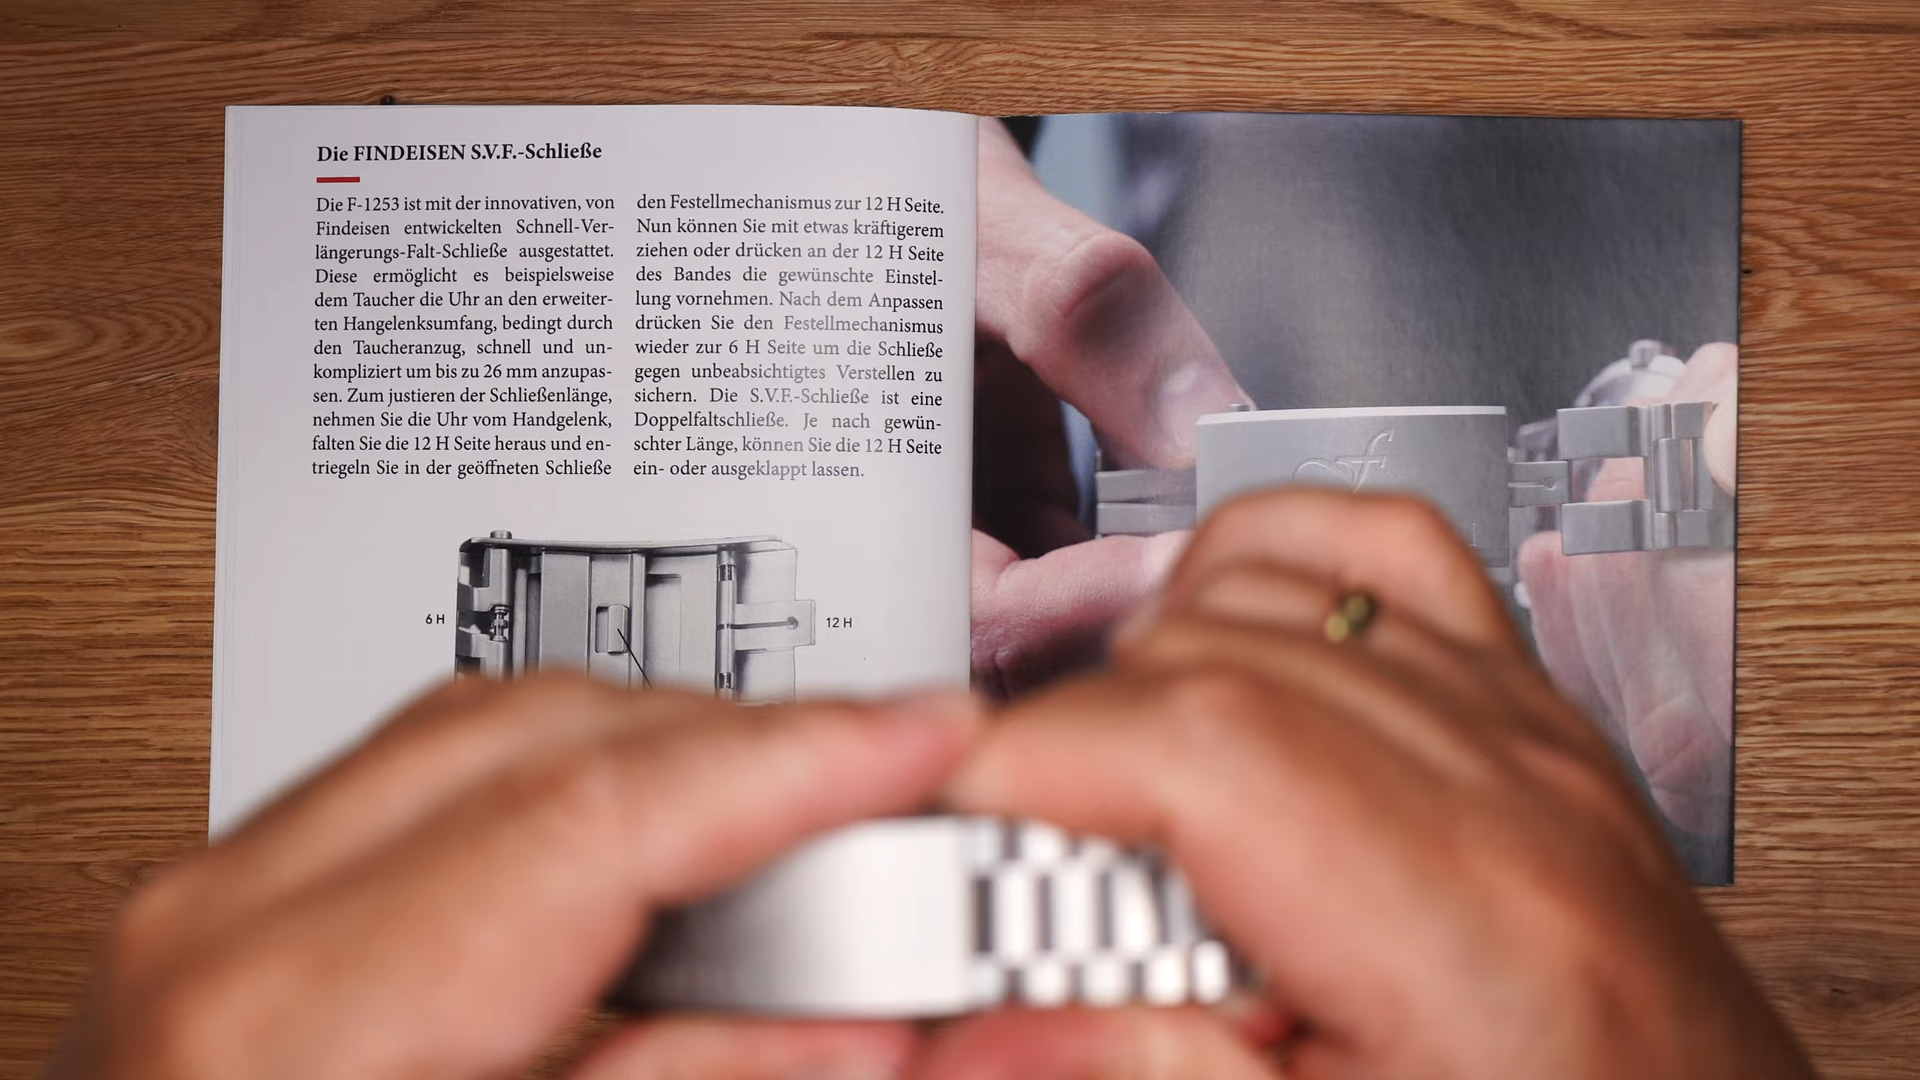 Die FINDEISEN S.V.F.-Schließe
Die F-1253 ist mit der innovativen, von
Findeisen entwickelten Schnell-Ver-
längerungs-Falt-Schließe ausgestattet.
Diese ermöglicht es beispielsweise
dem Taucher die Uhr an den erweiter-
ten Hangelenksumfang, bedingt durch
den Taucheranzug, schnell und un-
kompliziert um bis zu 26 mm anzupas-
sen. Zum justieren der Schließenlänge,
nehmen Sie die Uhr vom Handgelenk,
falten Sie die 12 H Seite heraus und en-
triegeln Sie in der geöffneten Schließe
den Festellmechanismus zur 12 H Seite.
Nun können Sie mit etwas kräftigerem
ziehen oder drücken an der 12 H Seite
des Bandes die gewünschte Einstel-
lung vornehmen. Nach dem Anpassen
drücken Sie den Festellmechanismus
wieder zur 6 H Seite um die Schließe
gegen unbeabsichtigtes Verstellen zu
sichern. Die S.V.F.-Schließe ist eine
Doppelfaltschließe. Je nach gewün-
schter Länge, können Sie die 12 H Seite
ein- oder ausgeklappt lassen.
6 H
12 H
f